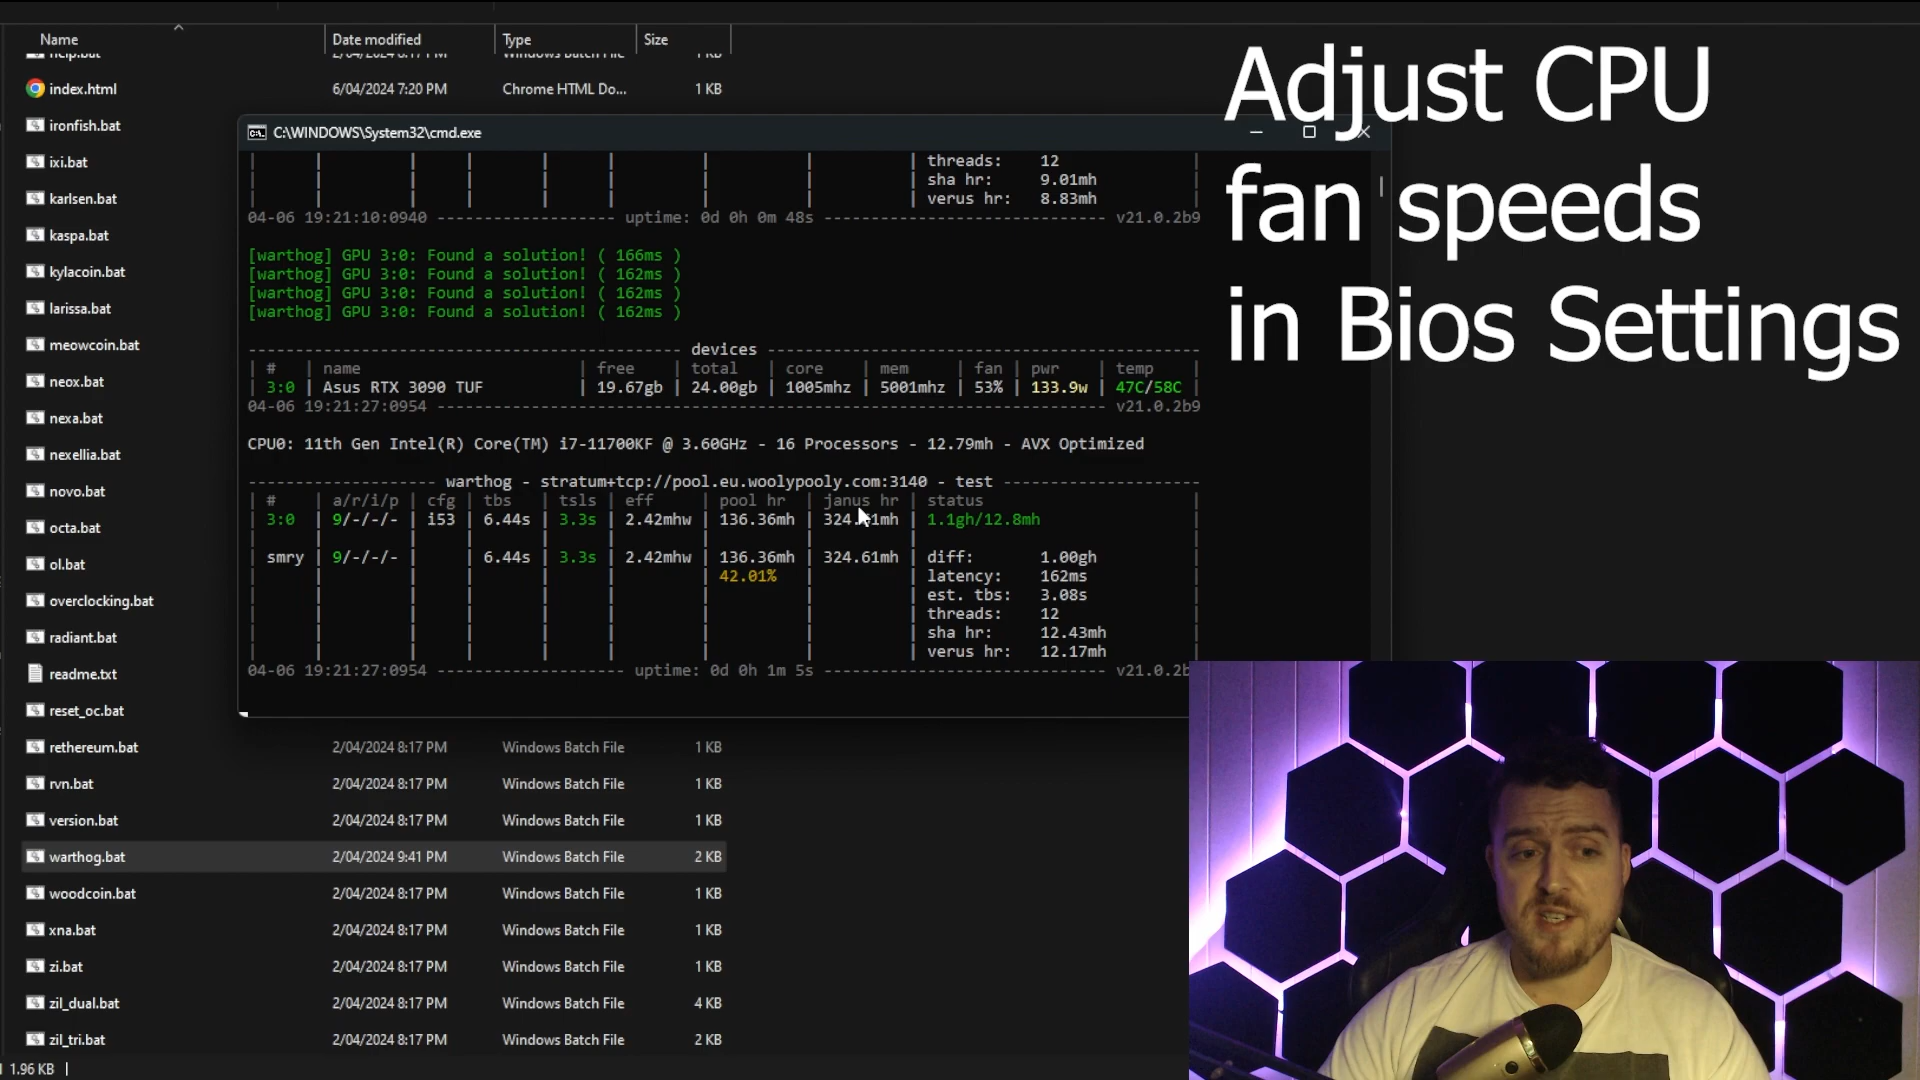 Name Date modified Type Size
help.bat 2/04/2024 8:17 PM Windows Batch File 1 KB
index.html 6/04/2024 7:20 PM Chrome HTML Do... 1 KB
ironfish.bat
ixi.bat
karlsen.bat
kaspa.bat
kylacoin.bat
larissa.bat
meowcoin.bat
neox.bat
nexa.bat
nexellia.bat
novo.bat
octa.bat
ol.bat
overclocking.bat
radiant.bat
readme.txt
reset_oc.bat
rethereum.bat 2/04/2024 8:17 PM Windows Batch File 1 KB
rvn.bat 2/04/2024 8:17 PM Windows Batch File 1 KB
version.bat 2/04/2024 8:17 PM Windows Batch File 1 KB
warthog.bat 2/04/2024 9:41 PM Windows Batch File 2 KB
woodcoin.bat 2/04/2024 8:17 PM Windows Batch File 1 KB
xna.bat 2/04/2024 8:17 PM Windows Batch File 1 KB
zi.bat 2/04/2024 8:17 PM Windows Batch File 1 KB
zil_dual.bat 2/04/2024 8:17 PM Windows Batch File 4 KB
zil_tri.bat 2/04/2024 8:17 PM Windows Batch File 2 KB
1.96 KB
C:\WINDOWS\System32\cmd.exe
threads: 12
sha hr: 9.01mh
verus hr: 8.83mh
04-06 19:21:10:0940 ------------------- uptime: 0d 0h 0m 48s ------------------------------ v21.0.2b9
[warthog] GPU 3:0: Found a solution! ( 166ms )
[warthog] GPU 3:0: Found a solution! ( 162ms )
[warthog] GPU 3:0: Found a solution! ( 162ms )
[warthog] GPU 3:0: Found a solution! ( 162ms )
---------------------------------------------- devices ----------------------------------------------
| # | name | free | total | core | mem | fan | pwr | temp |
| 3:0 | Asus RTX 3090 TUF | 19.67gb | 24.00gb | 1005mhz | 5001mhz | 53% | 133.9w | 47C/58C |
04-06 19:21:27:0954 ------------------------------------------------------------------------ v21.0.2b9
CPU0: 11th Gen Intel(R) Core(TM) i7-11700KF @ 3.60GHz - 16 Processors - 12.79mh - AVX Optimized
-------------------- warthog - stratum+tcp://pool.eu.woolypooly.com:3140 - test ---------------------
| # | a/r/i/p | cfg | tbs | tsls | eff | pool hr | janus hr | status |
| 3:0 | 9/-/-/- | i53 | 6.44s | 3.3s | 2.42mhw | 136.36mh | 324.61mh | 1.1gh/12.8mh |
| smry | 9/-/-/- | | 6.44s | 3.3s | 2.42mhw | 136.36mh | 324.61mh | diff: 1.00gh |
42.01% | | latency: 162ms
est. tbs: 3.08s
threads: 12
sha hr: 12.43mh
verus hr: 12.17mh
04-06 19:21:27:0954 -------------------- uptime: 0d 0h 1m 5s ------------------------------ v21.0.2b
Adjust CPU
fan speeds
in Bios Settings